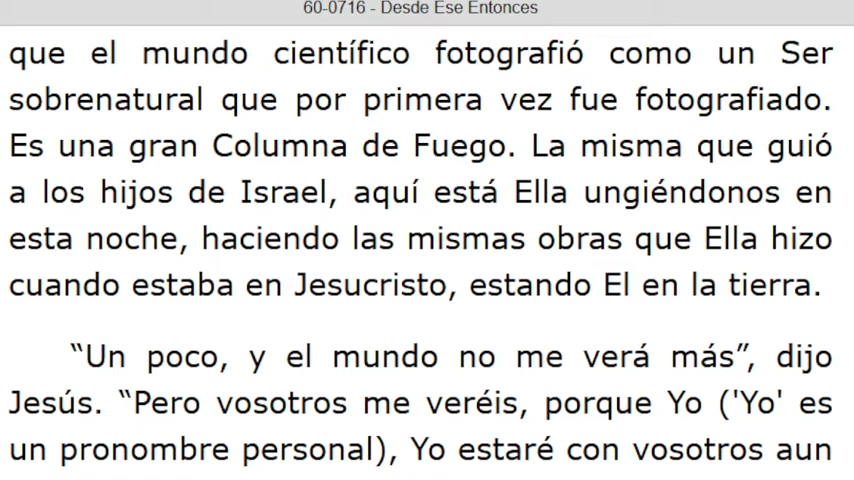 60-0716 - Desde Ese Entonces
que el mundo científico fotografió como un Ser
sobrenatural que por primera vez fue fotografiado.
Es una gran Columna de Fuego. La misma que guió
a los hijos de Israel, aquí está Ella ungiéndonos en
esta noche, haciendo las mismas obras que Ella hizo
cuando estaba en Jesucristo, estando El en la tierra.
“Un poco, y el mundo no me verá más”, dijo
Jesús. “Pero vosotros me veréis, porque Yo ('Yo' es
un pronombre personal), Yo estaré con vosotros aun